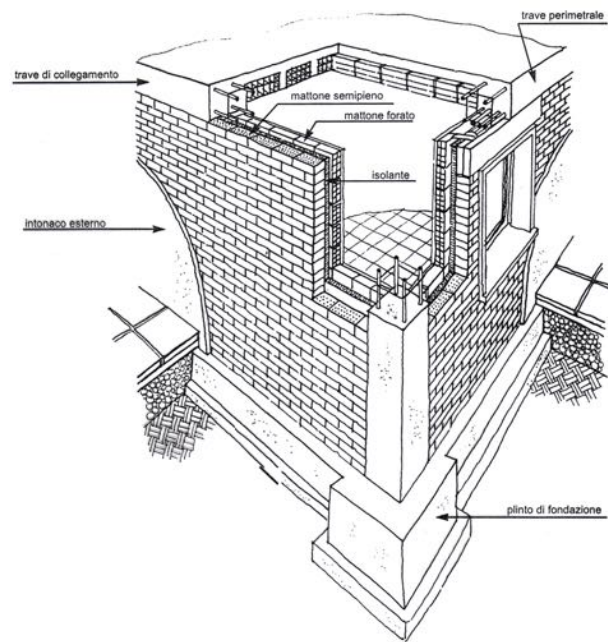 trave perimetrale
trave di collegamento
mattone semipieno
mattone forato
isolante
intonaco esterno
plinto di fondazione